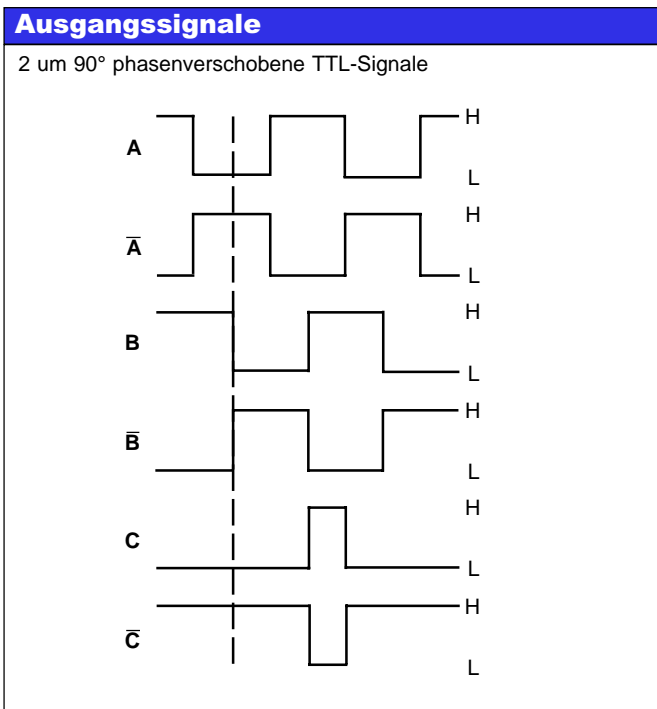 Ausgangssignale
2 um 90° phasenverschobene TTL-Signale
H
A
L
H
A̅
L
H
B
L
H
B̅
L
H
C
L
H
C̅
L